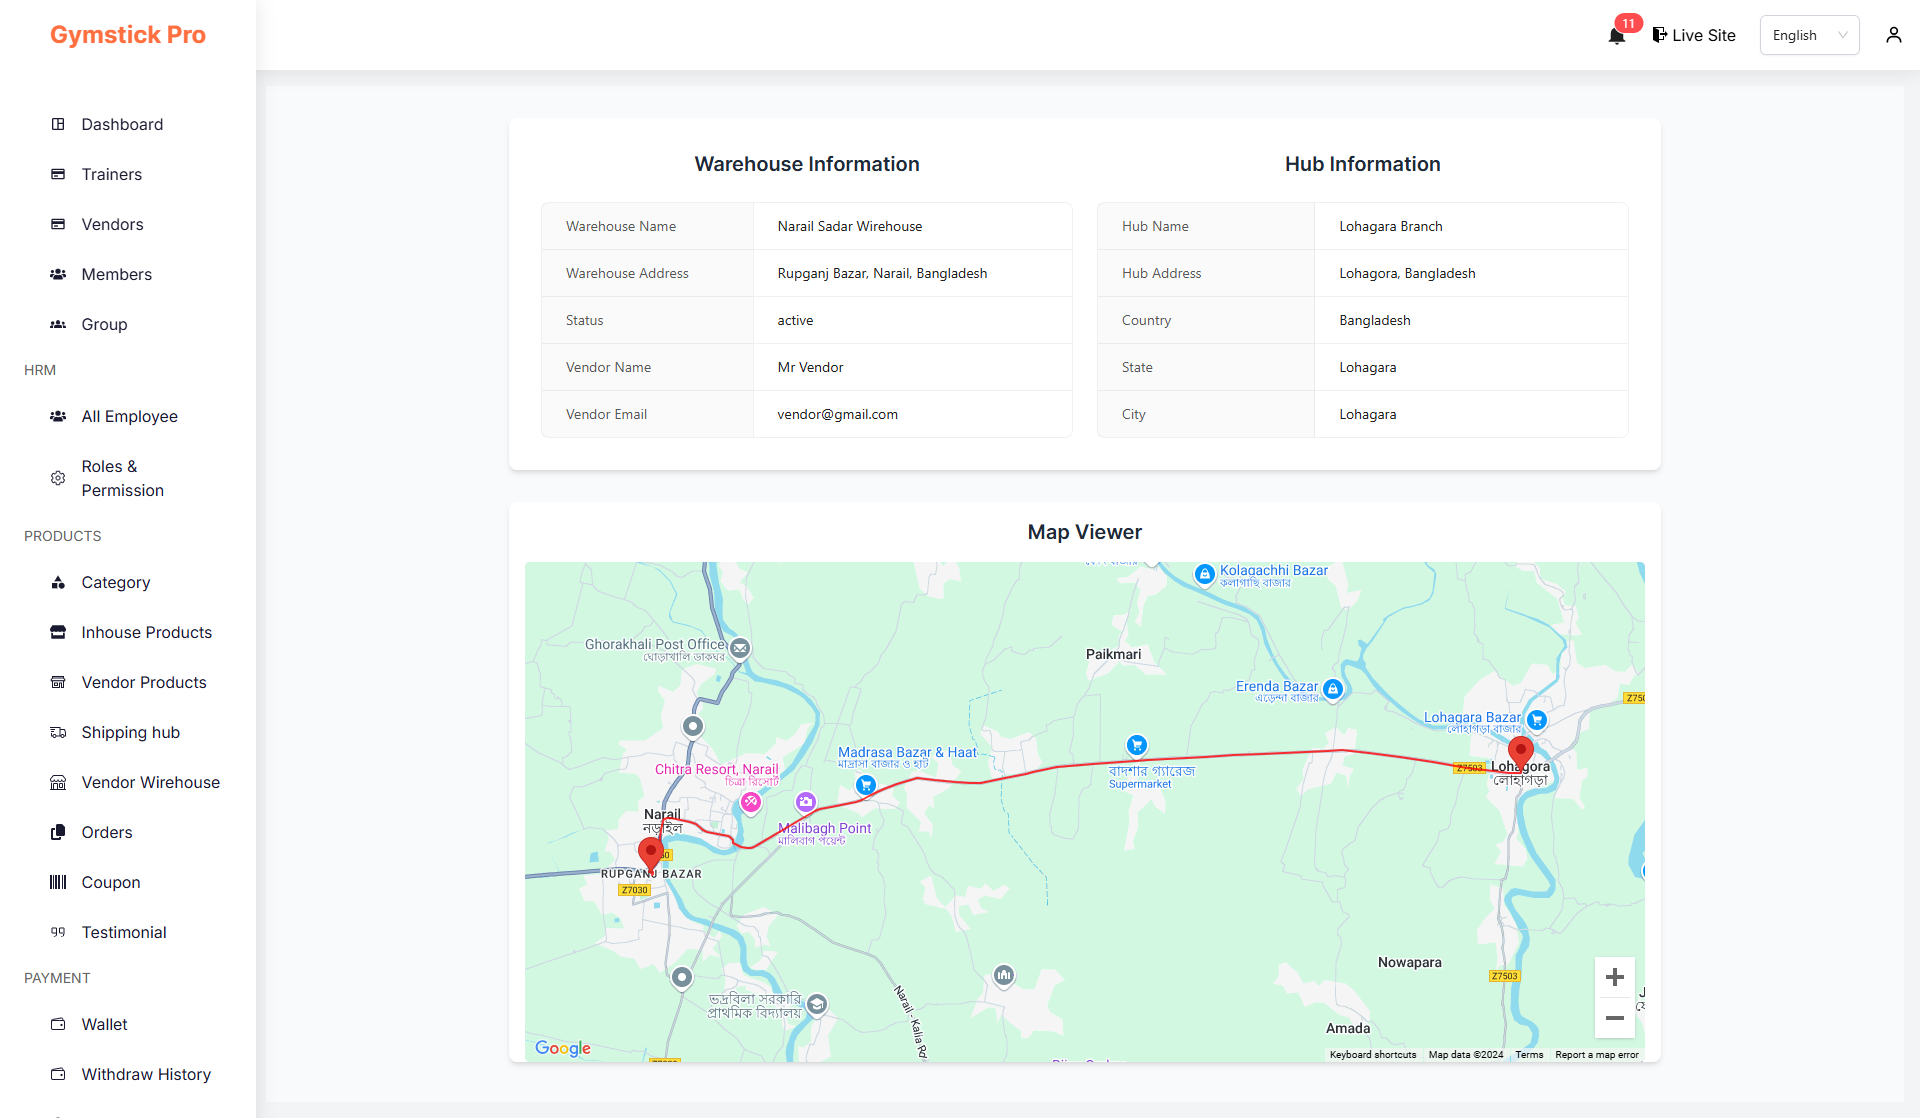 Gymstick Pro
11
Live Site
English
Dashboard
Trainers
Vendors
Members
Group
HRM
All Employee
Roles &
Permission
PRODUCTS
Category
Inhouse Products
Vendor Products
Shipping hub
Vendor Wirehouse
Orders
Coupon
Testimonial
PAYMENT
Wallet
Withdraw History
Warehouse Information
Warehouse Name Narail Sadar Wirehouse
Warehouse Address Rupganj Bazar, Narail, Bangladesh
Status active
Vendor Name Mr Vendor
Vendor Email vendor@gmail.com
Hub Information
Hub Name Lohagara Branch
Hub Address Lohagora, Bangladesh
Country Bangladesh
State Lohagara
City Lohagara
Map Viewer
Kolagachhi Bazar
কলাগাছি বাজার
Ghorakhali Post Office
ঘোড়াখালি ডাকঘর
Paikmari
Erenda Bazar
এড়েন্দা বাজার
Lohagara Bazar
লোহাগড়া বাজার
Madrasa Bazar & Haat
মাদ্রাসা বাজার ও হাট
Chitra Resort, Narail
চিত্রা রিসোর্ট
বাদশার গ্যারেজ
Supermarket
Z7503
Lohagora
লোহাগড়া
Narail
নড়াইল
Malibagh Point
মালিবাগ পয়েন্ট
RUPGANJ BAZAR
Z7030
Nowapara
Z7503
ভদ্রবিলা সরকারি
প্রাথমিক বিদ্যালয়
Narail - Kalia Rd
Amada
Google
Keyboard shortcuts
Map data ©2024
Terms
Report a map error